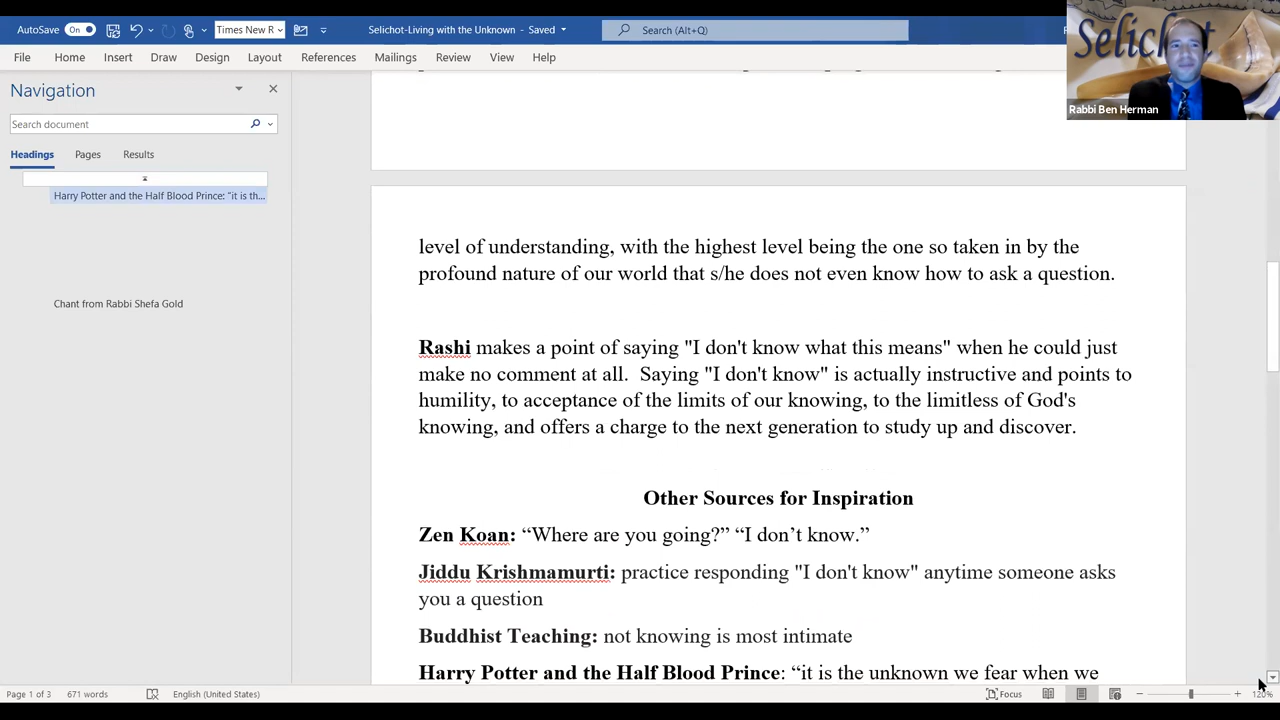 AutoSave On Times New R Selichot-Living with the Unknown - Saved Search (Alt+Q)
Selichot
File Home Insert Draw Design Layout References Mailings Review View Help
Rabbi Ben Herman
Navigation
Search document
Headings Pages Results
Harry Potter and the Half Blood Prince: "it is th...
Chant from Rabbi Shefa Gold
level of understanding, with the highest level being the one so taken in by the
profound nature of our world that s/he does not even know how to ask a question.
Rashi makes a point of saying "I don't know what this means" when he could just
make no comment at all. Saying "I don't know" is actually instructive and points to
humility, to acceptance of the limits of our knowing, to the limitless of God's
knowing, and offers a charge to the next generation to study up and discover.
Other Sources for Inspiration
Zen Koan: “Where are you going?” “I don’t know.”
Jiddu Krishmamurti: practice responding "I don't know" anytime someone asks
you a question
Buddhist Teaching: not knowing is most intimate
Harry Potter and the Half Blood Prince: “it is the unknown we fear when we
Page 1 of 3 671 words English (United States) Focus 120%